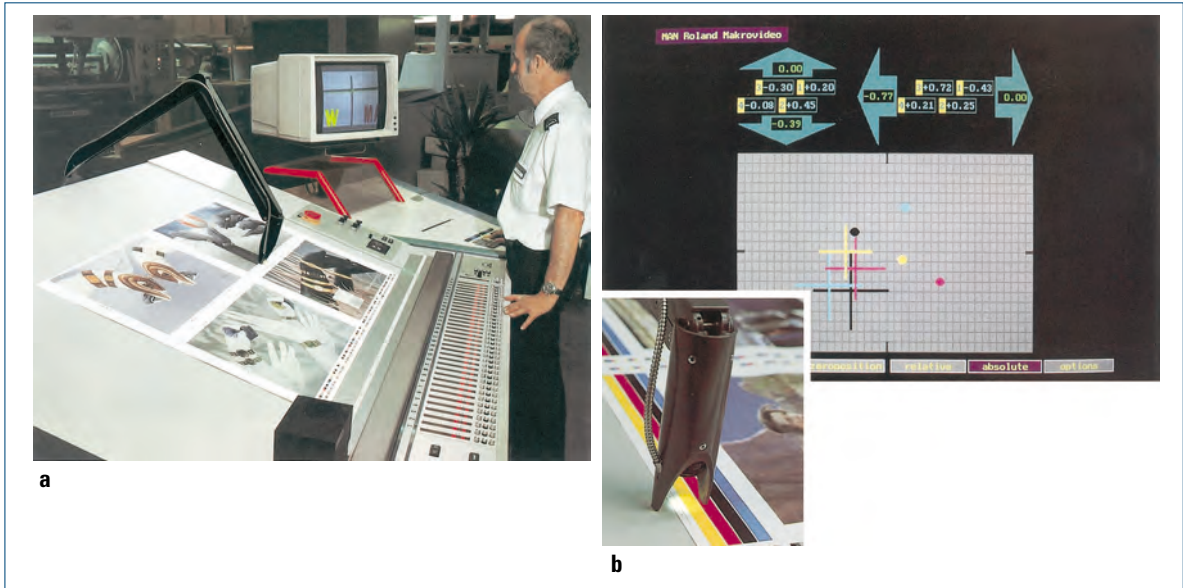 W M
a
MAN Roland Makrovideo
0.00
-0.30 +0.20
-0.08 +0.45
-0.39
-0.77
+0.72 -0.43
+0.21 +0.25
0.00
relative
absolute
options
b